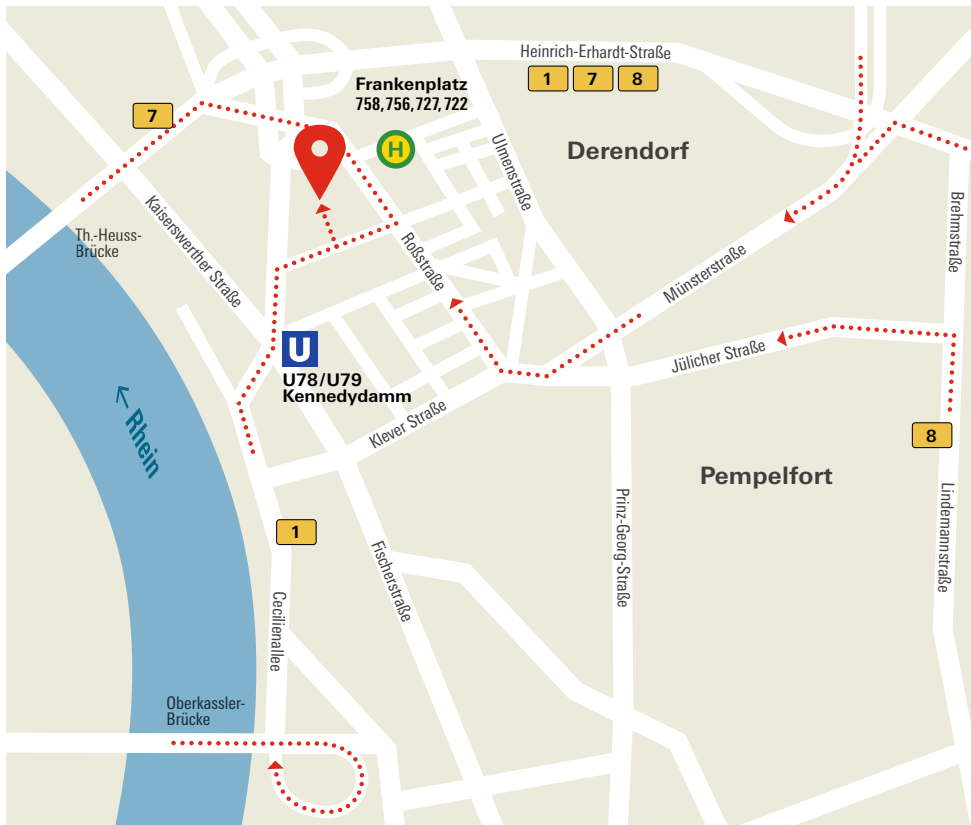 Heinrich-Erhardt-Straße
1 7 8
Frankenplatz
758, 756, 727, 722
H
7
Ulmenstraße
Derendorf
Th.-Heuss-
Brücke
Kaiserswerther Straße
Roßstraße
Münsterstraße
Brehmstraße
U
U78/U79
Kennedydamm
Jülicher Straße
← Rhein
Klever Straße
8
Pempelfort
1
Fischerstraße
Prinz-Georg-Straße
Lindemannstraße
Cecilienallee
Oberkassler-
Brücke